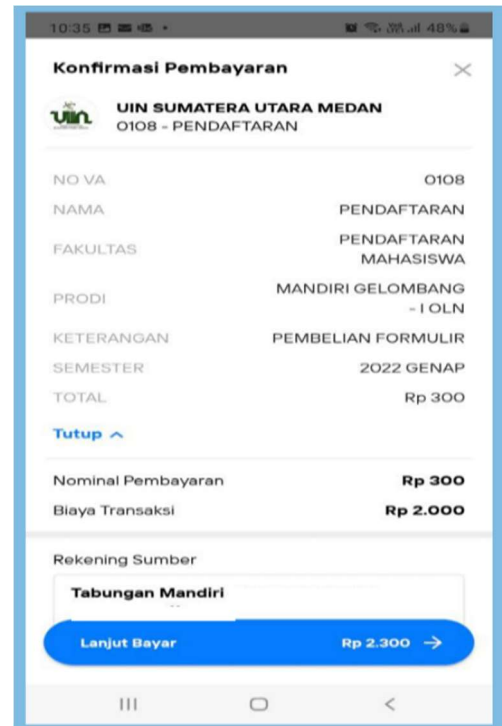 10:35
48%
Konfirmasi Pembayaran
UIN SUMATERA UTARA MEDAN
0108 - PENDAFTARAN
NO VA 0108
NAMA PENDAFTARAN
FAKULTAS PENDAFTARAN
MAHASISWA
PRODI MANDIRI GELOMBANG
- I OLN
KETERANGAN PEMBELIAN FORMULIR
SEMESTER 2022 GENAP
TOTAL Rp 300
Tutup
Nominal Pembayaran Rp 300
Biaya Transaksi Rp 2.000
Rekening Sumber
Tabungan Mandiri
Lanjut Bayar Rp 2.300